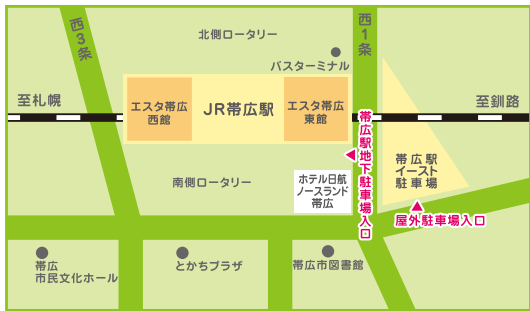 西3条
北側ロータリー
西1条
バスターミナル
至札幌
エスタ帯広
西館
JR帯広駅
エスタ帯広
東館
至釧路
帯広駅地下駐車場入口
帯広駅
イースト
駐車場
南側ロータリー
ホテル日航
ノースランド
帯広
屋外駐車場入口
帯広
市民文化ホール
とかちプラザ
帯広市図書館